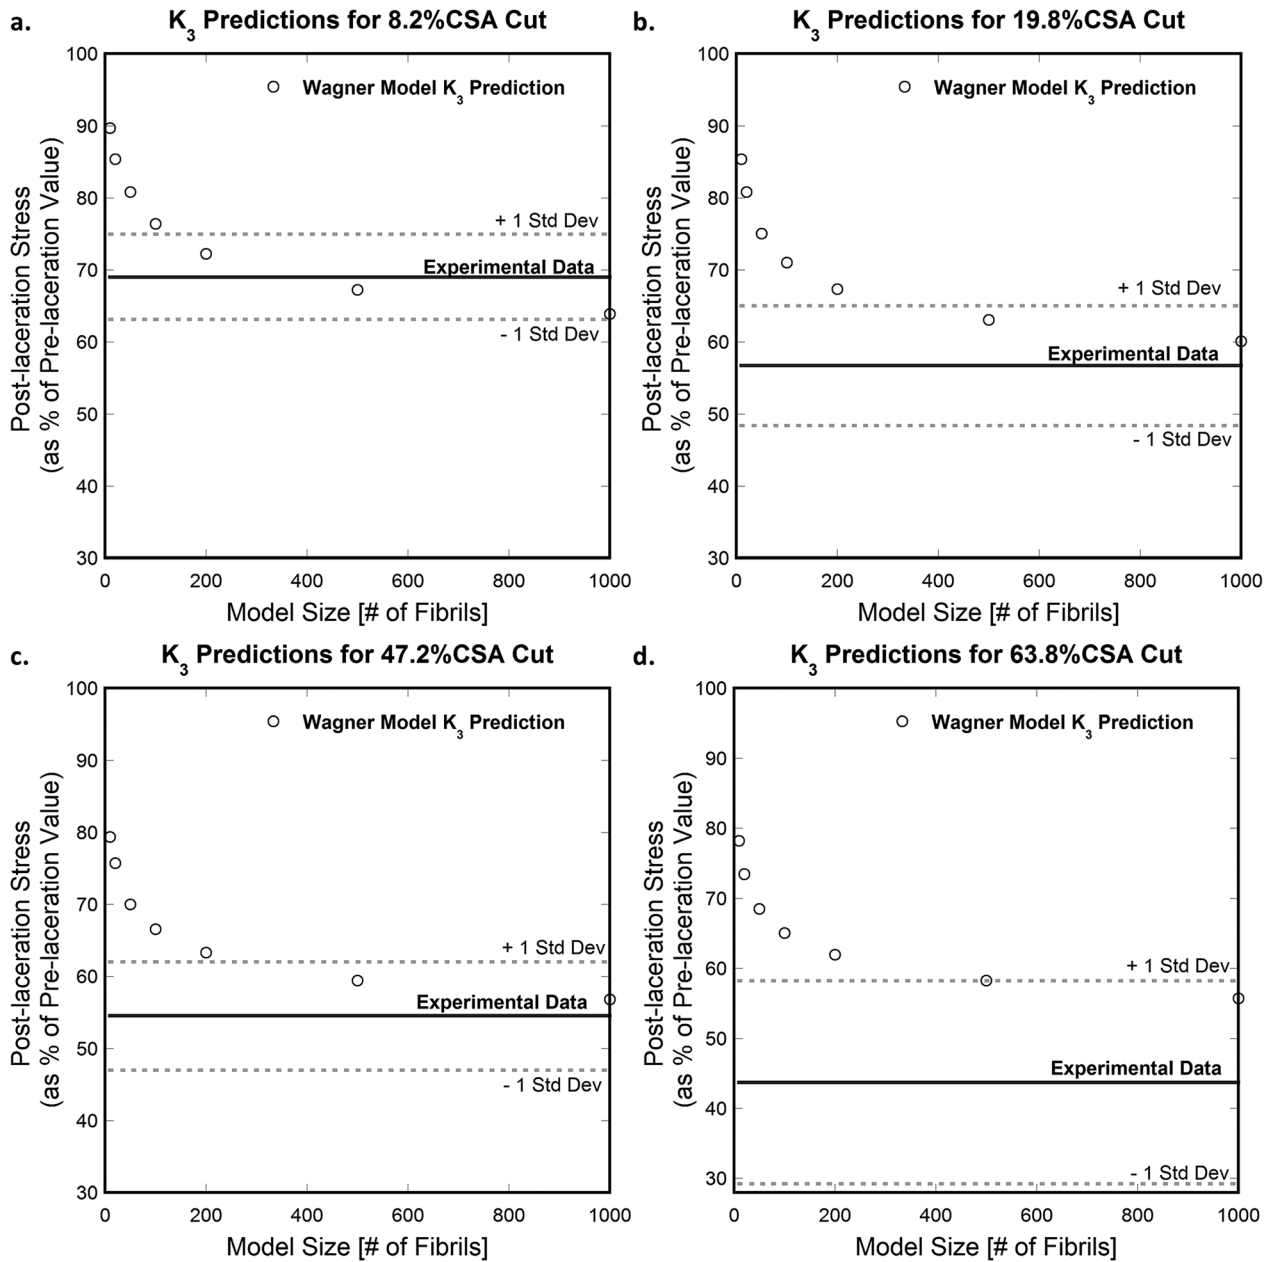 a.
K3 Predictions for 8.2%CSA Cut
Post-laceration Stress
(as % of Pre-laceration Value)
100
90
80
70
60
50
40
30
Wagner Model K3 Prediction
+ 1 Std Dev
Experimental Data
- 1 Std Dev
0 200 400 600 800 1000
Model Size [# of Fibrils]
b.
K3 Predictions for 19.8%CSA Cut
Post-laceration Stress
(as % of Pre-laceration Value)
100
90
80
70
60
50
40
30
Wagner Model K3 Prediction
+ 1 Std Dev
Experimental Data
- 1 Std Dev
0 200 400 600 800 1000
Model Size [# of Fibrils]
c.
K3 Predictions for 47.2%CSA Cut
Post-laceration Stress
(as % of Pre-laceration Value)
100
90
80
70
60
50
40
30
Wagner Model K3 Prediction
+ 1 Std Dev
Experimental Data
- 1 Std Dev
0 200 400 600 800 1000
Model Size [# of Fibrils]
d.
K3 Predictions for 63.8%CSA Cut
Post-laceration Stress
(as % of Pre-laceration Value)
100
90
80
70
60
50
40
30
Wagner Model K3 Prediction
+ 1 Std Dev
Experimental Data
- 1 Std Dev
0 200 400 600 800 1000
Model Size [# of Fibrils]